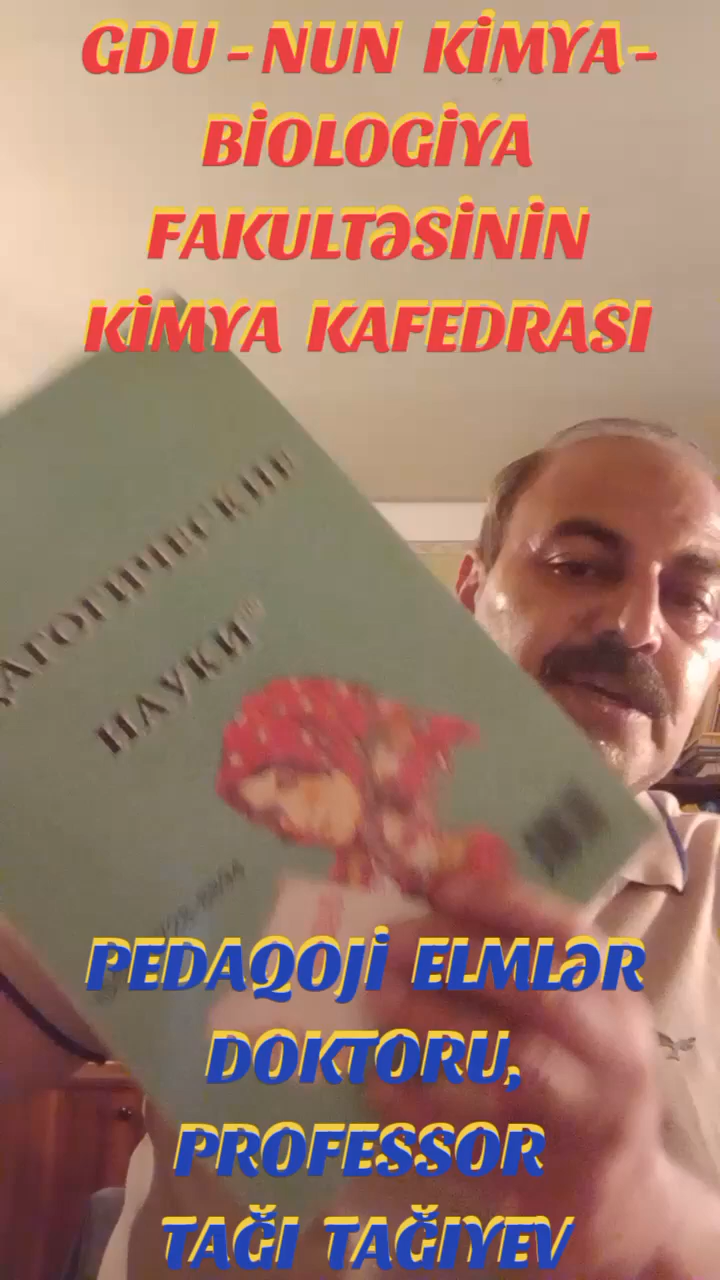 GDU-NUN KİMYA-
BİOLOGİYA
FAKULTƏSİNİN
KİMYA KAFEDRASI
НАУКИ"
PEDAQOJİ ELMLƏR
DOKTORU,
PROFESSOR
TAĞI TAĞIYEV